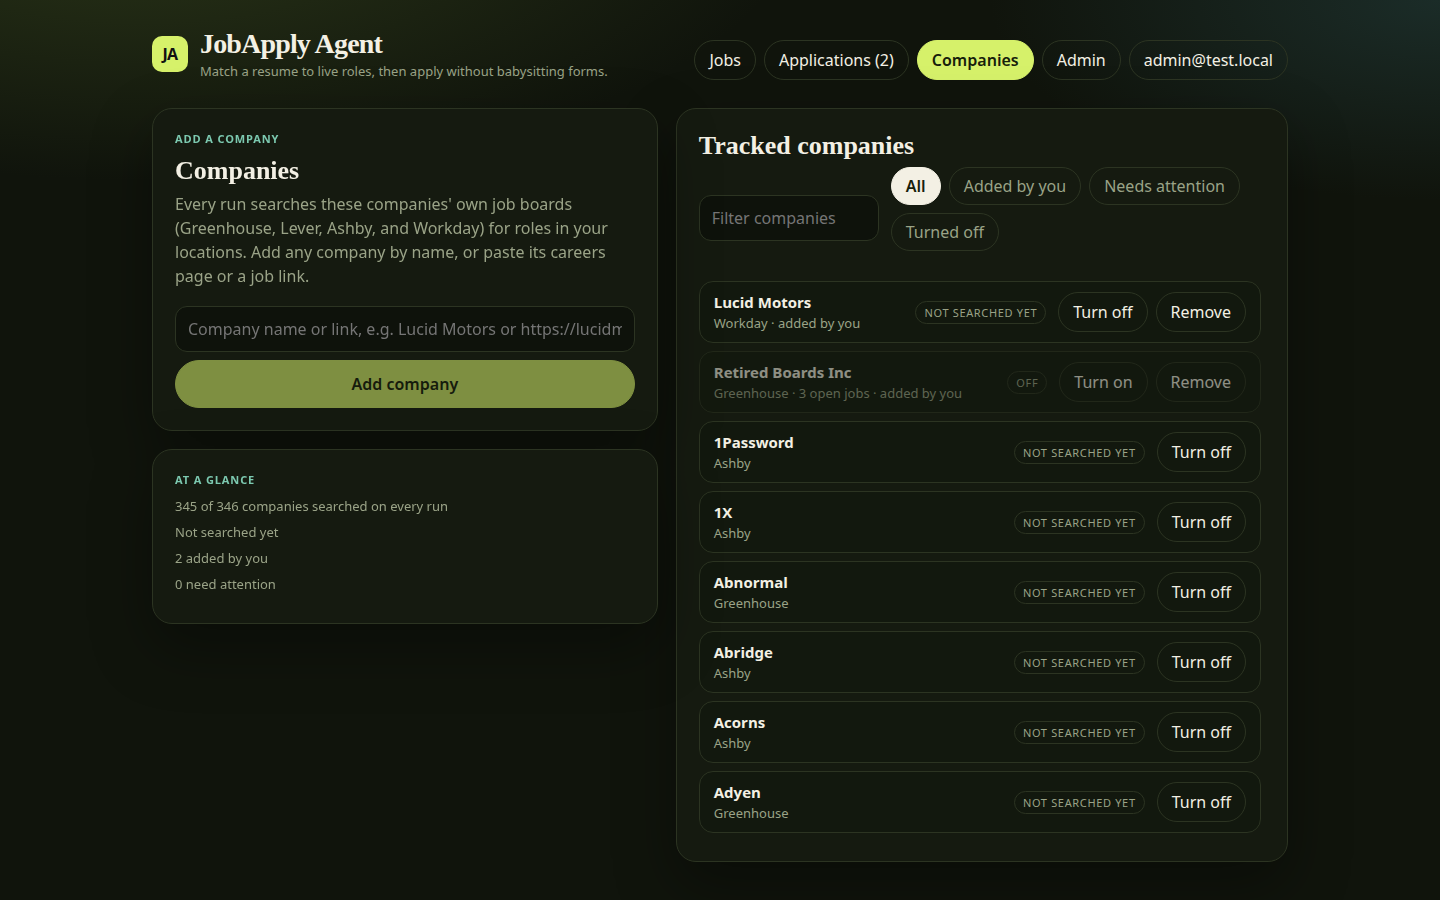 JA
JobApply Agent
Match a resume to live roles, then apply without babysitting forms.
Jobs
Applications (2)
Companies
Admin
admin@test.local
ADD A COMPANY
Companies
Every run searches these companies' own job boards
(Greenhouse, Lever, Ashby, and Workday) for roles in your
locations. Add any company by name, or paste its careers
page or a job link.
Company name or link, e.g. Lucid Motors or https://lucidm
Add company
AT A GLANCE
345 of 346 companies searched on every run
Not searched yet
2 added by you
0 need attention
Tracked companies
Filter companies
All
Added by you
Needs attention
Turned off
Lucid Motors
Workday · added by you
NOT SEARCHED YET
Turn off
Remove
Retired Boards Inc
Greenhouse · 3 open jobs · added by you
OFF
Turn on
Remove
1Password
Ashby
NOT SEARCHED YET
Turn off
1X
Ashby
NOT SEARCHED YET
Turn off
Abnormal
Greenhouse
NOT SEARCHED YET
Turn off
Abridge
Ashby
NOT SEARCHED YET
Turn off
Acorns
Ashby
NOT SEARCHED YET
Turn off
Adyen
Greenhouse
NOT SEARCHED YET
Turn off